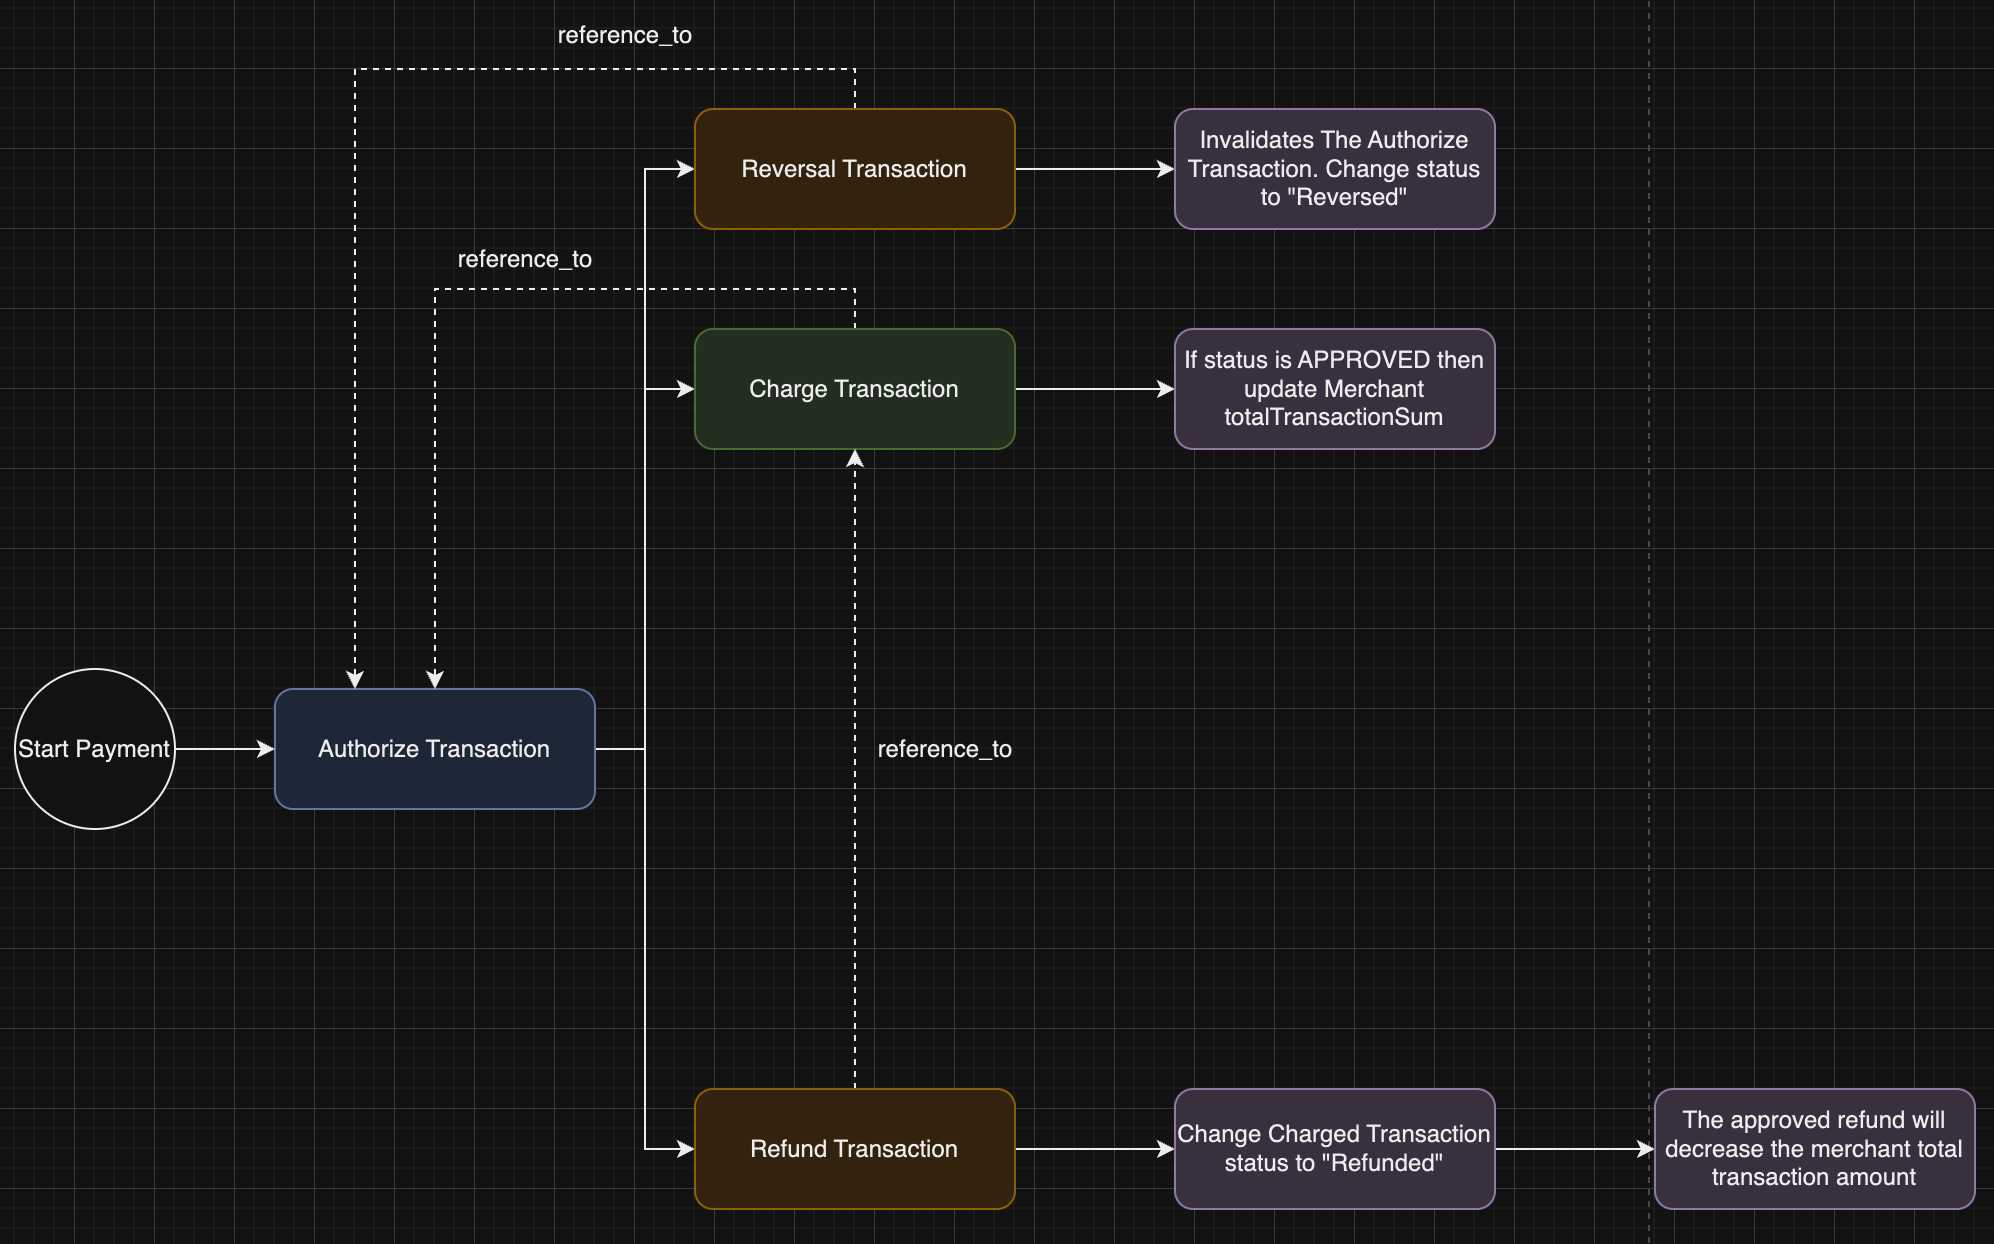 reference_to
Reversal Transaction
Invalidates The Authorize
Transaction. Change status
to "Reversed"
reference_to
Charge Transaction
If status is APPROVED then
update Merchant
totalTransactionSum
Start Payment
Authorize Transaction
reference_to
Refund Transaction
Change Charged Transaction
status to "Refunded"
The approved refund will
decrease the merchant total
transaction amount